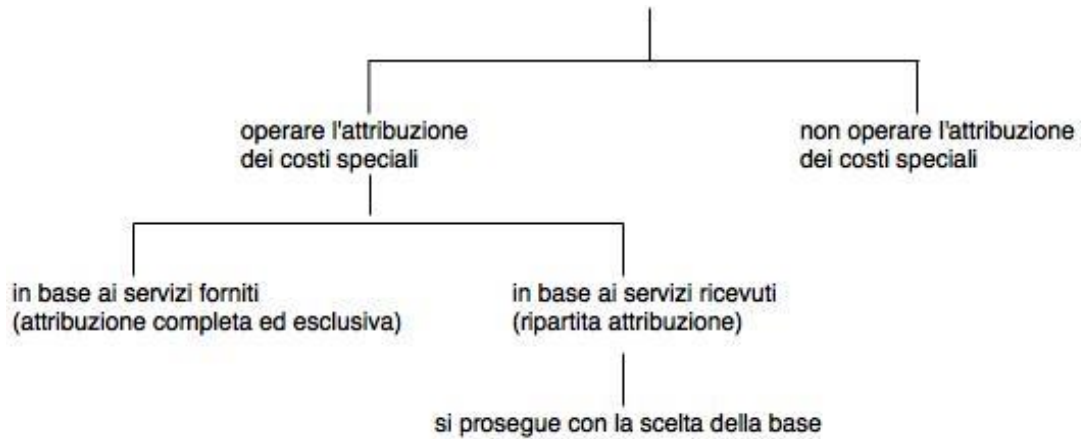 operare l'attribuzione
dei costi speciali
non operare l'attribuzione
dei costi speciali
in base ai servizi forniti
(attribuzione completa ed esclusiva)
in base ai servizi ricevuti
(ripartita attribuzione)
si prosegue con la scelta della base